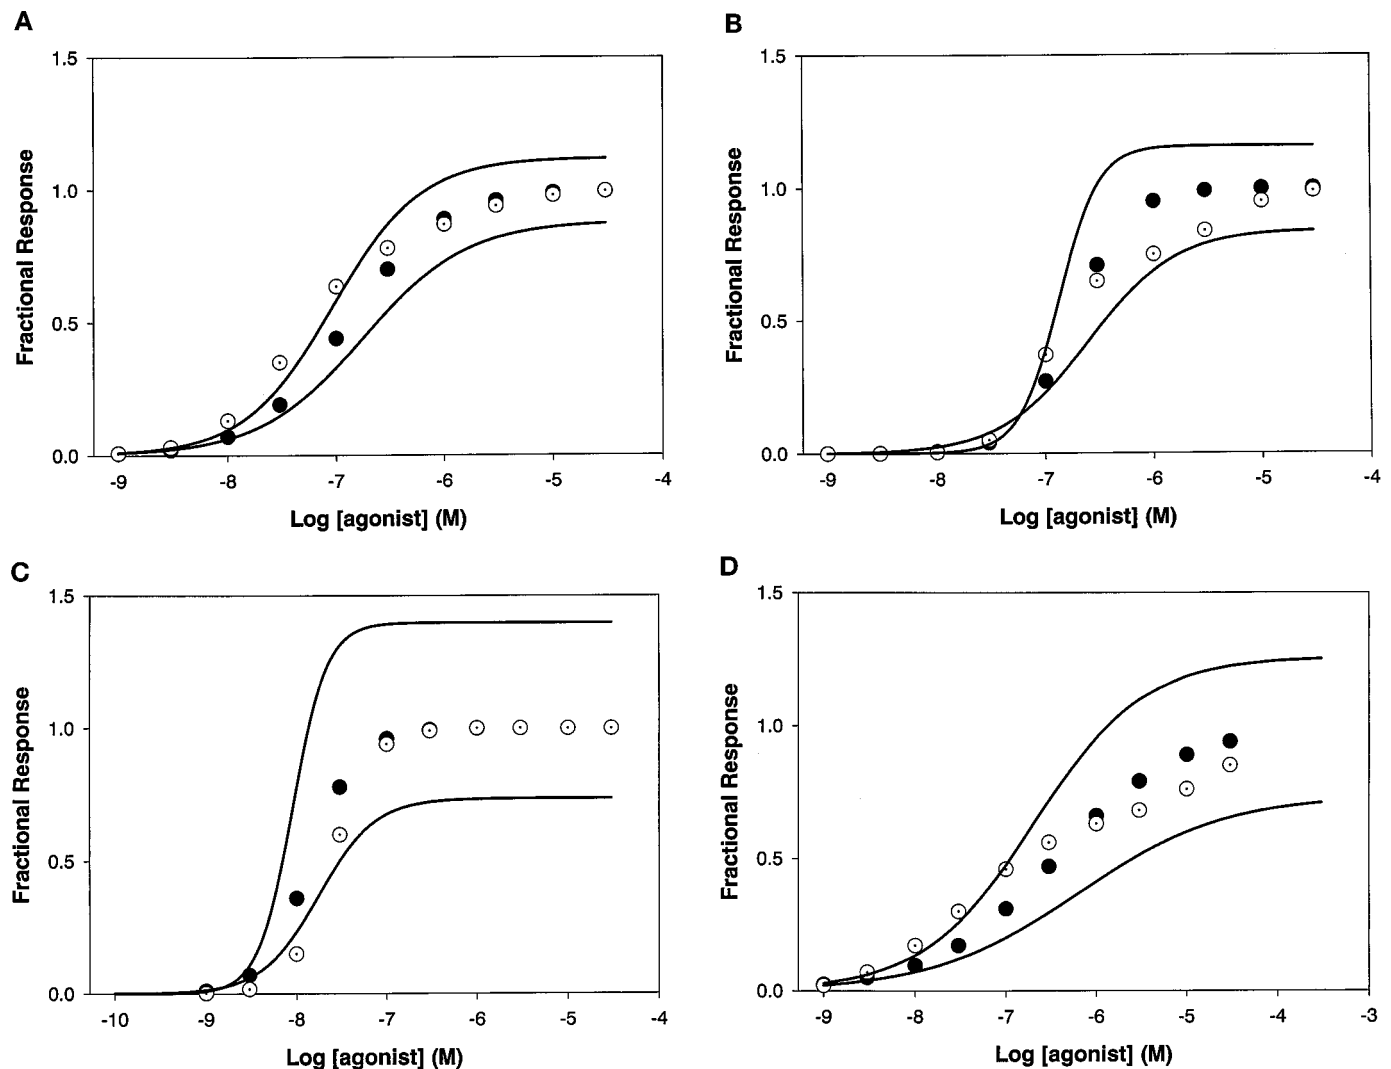 A
1.5
1.0
0.5
0.0
Fractional Response
-9 -8 -7 -6 -5 -4
Log [agonist] (M)
B
1.5
1.0
0.5
0.0
Fractional Response
-9 -8 -7 -6 -5 -4
Log [agonist] (M)
C
1.5
1.0
0.5
0.0
Fractional Response
-10 -9 -8 -7 -6 -5 -4
Log [agonist] (M)
D
1.5
1.0
0.5
0.0
Fractional Response
-9 -8 -7 -6 -5 -4 -3
Log [agonist] (M)